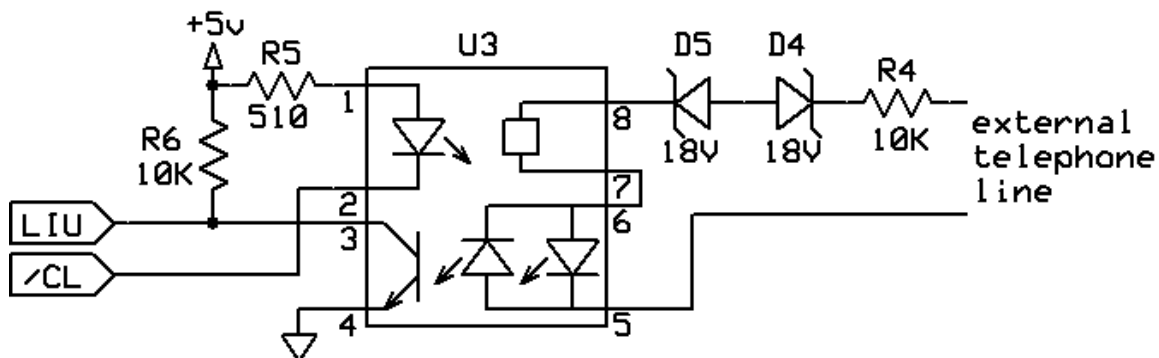 +5v
R5
510
R6
10K
LIU
/CL
U3
1
2
3
4
8
7
6
5
D5
18V
D4
18V
R4
10K
external
telephone
line